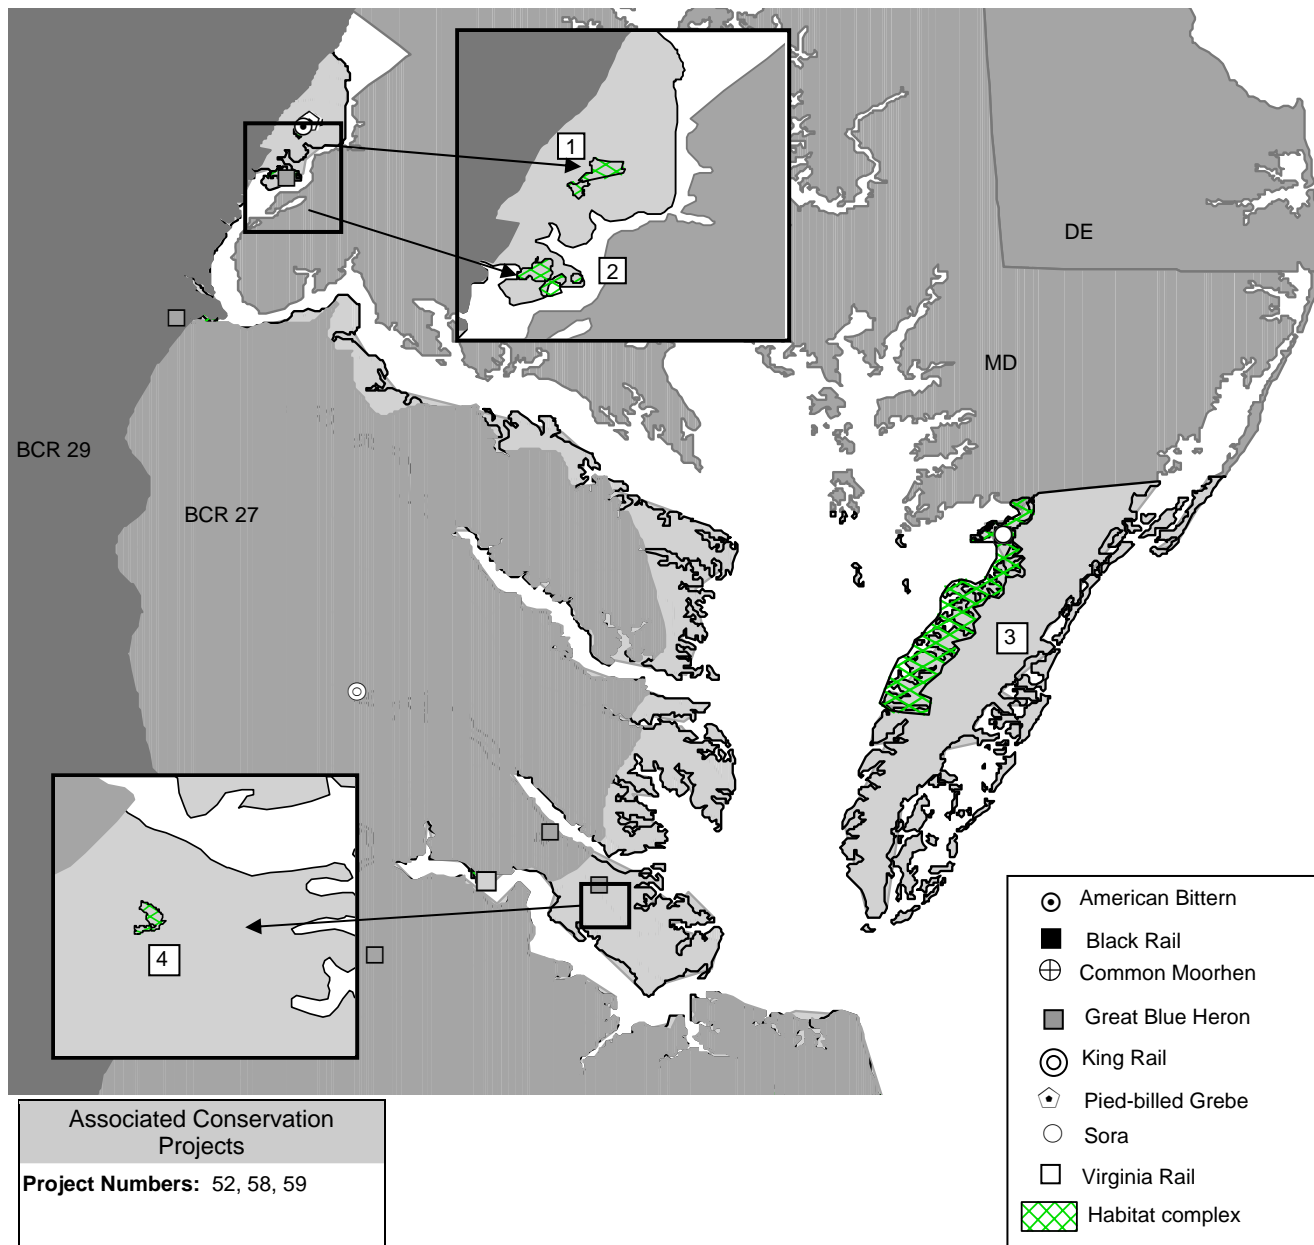 1
2
DE
MD
BCR 29
BCR 27
3
4
American Bittern
Black Rail
Common Moorhen
Great Blue Heron
King Rail
Pied-billed Grebe
Sora
Virginia Rail
Habitat complex
Associated Conservation
Projects
Project Numbers: 52, 58, 59